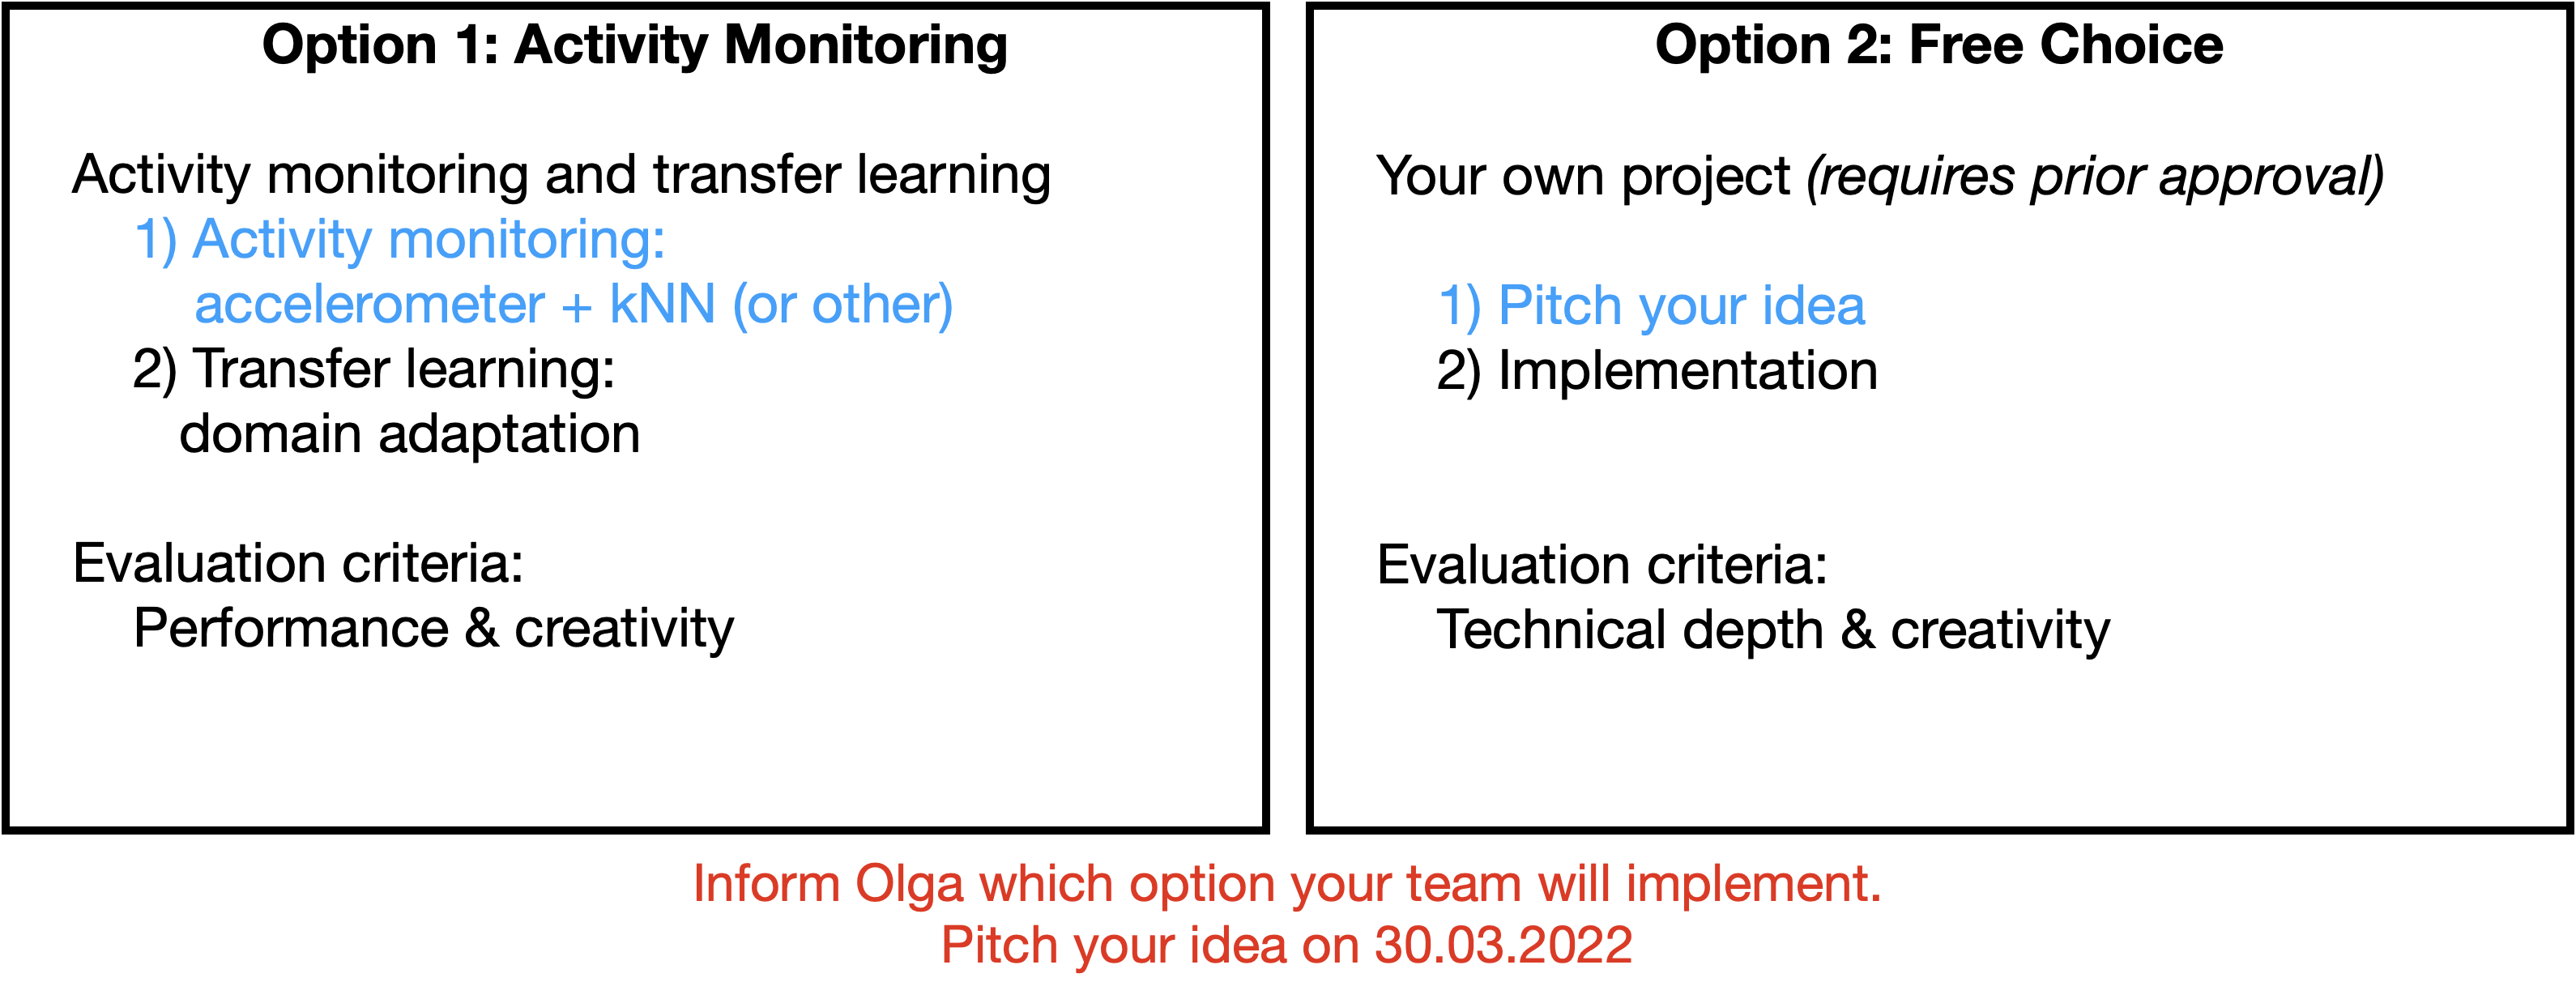 Option 1: Activity Monitoring
Activity monitoring and transfer learning
1) Activity monitoring:
accelerometer + kNN (or other)
2) Transfer learning:
domain adaptation
Evaluation criteria:
Performance & creativity
Option 2: Free Choice
Your own project (requires prior approval)
1) Pitch your idea
2) Implementation
Evaluation criteria:
Technical depth & creativity
Inform Olga which option your team will implement.
Pitch your idea on 30.03.2022